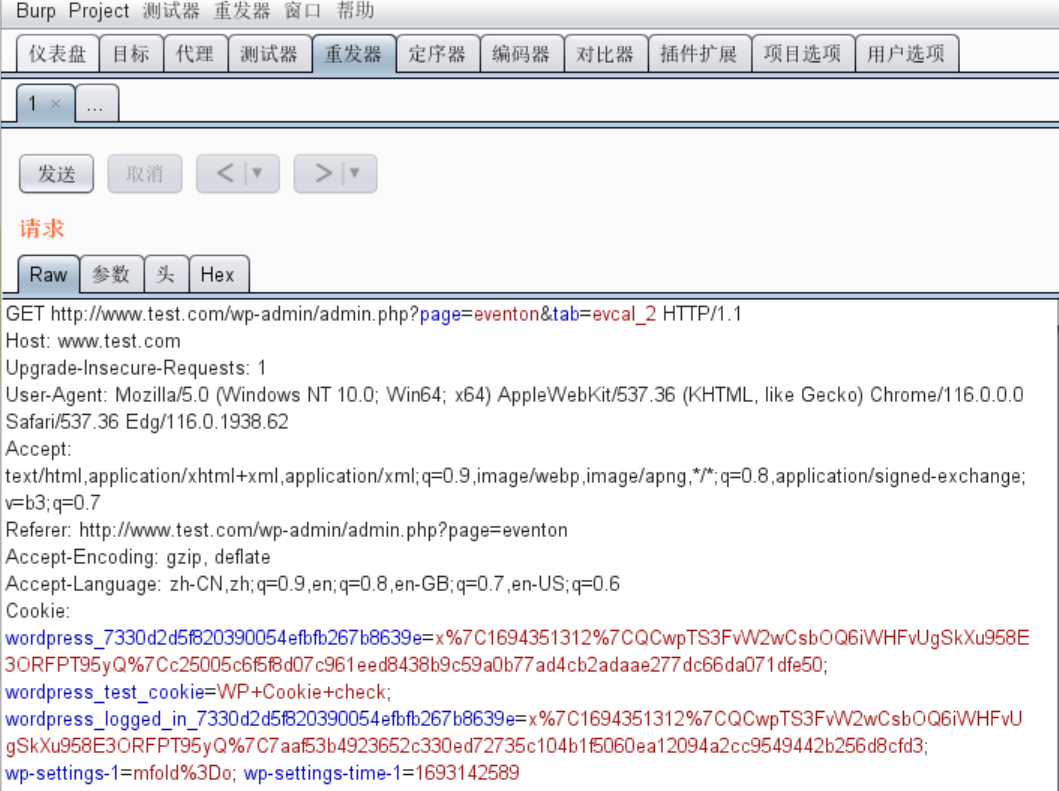 Burp Project 测试器 重发器 窗口 帮助
仪表盘 目标 代理 测试器 重发器 定序器 编码器 对比器 插件扩展 项目选项 用户选项
1 × ...
发送 取消 < ▼ > ▼
请求
Raw 参数 头 Hex
GET http://www.test.com/wp-admin/admin.php?page=eventon&tab=evcal_2 HTTP/1.1
Host: www.test.com
Upgrade-Insecure-Requests: 1
User-Agent: Mozilla/5.0 (Windows NT 10.0; Win64; x64) AppleWebKit/537.36 (KHTML, like Gecko) Chrome/116.0.0.0
Safari/537.36 Edg/116.0.1938.62
Accept:
text/html,application/xhtml+xml,application/xml;q=0.9,image/webp,image/apng,*/*;q=0.8,application/signed-exchange;
v=b3;q=0.7
Referer: http://www.test.com/wp-admin/admin.php?page=eventon
Accept-Encoding: gzip, deflate
Accept-Language: zh-CN,zh;q=0.9,en;q=0.8,en-GB;q=0.7,en-US;q=0.6
Cookie:
wordpress_7330d2d5f820390054efbfb267b8639e=x%7C1694351312%7CQCwpTS3FvW2wCsbOQ6iWHFvUgSkXu958E
3ORFPT95yQ%7Cc25005c6f5f8d07c961eed8438b9c59a0b77ad4cb2adaae277dc66da071dfe50;
wordpress_test_cookie=WP+Cookie+check;
wordpress_logged_in_7330d2d5f820390054efbfb267b8639e=x%7C1694351312%7CQCwpTS3FvW2wCsbOQ6iWHFvU
gSkXu958E3ORFPT95yQ%7C7aaf53b4923652c330ed72735c104b1f5060ea12094a2cc9549442b256d8cfd3;
wp-settings-1=mfold%3Do; wp-settings-time-1=1693142589